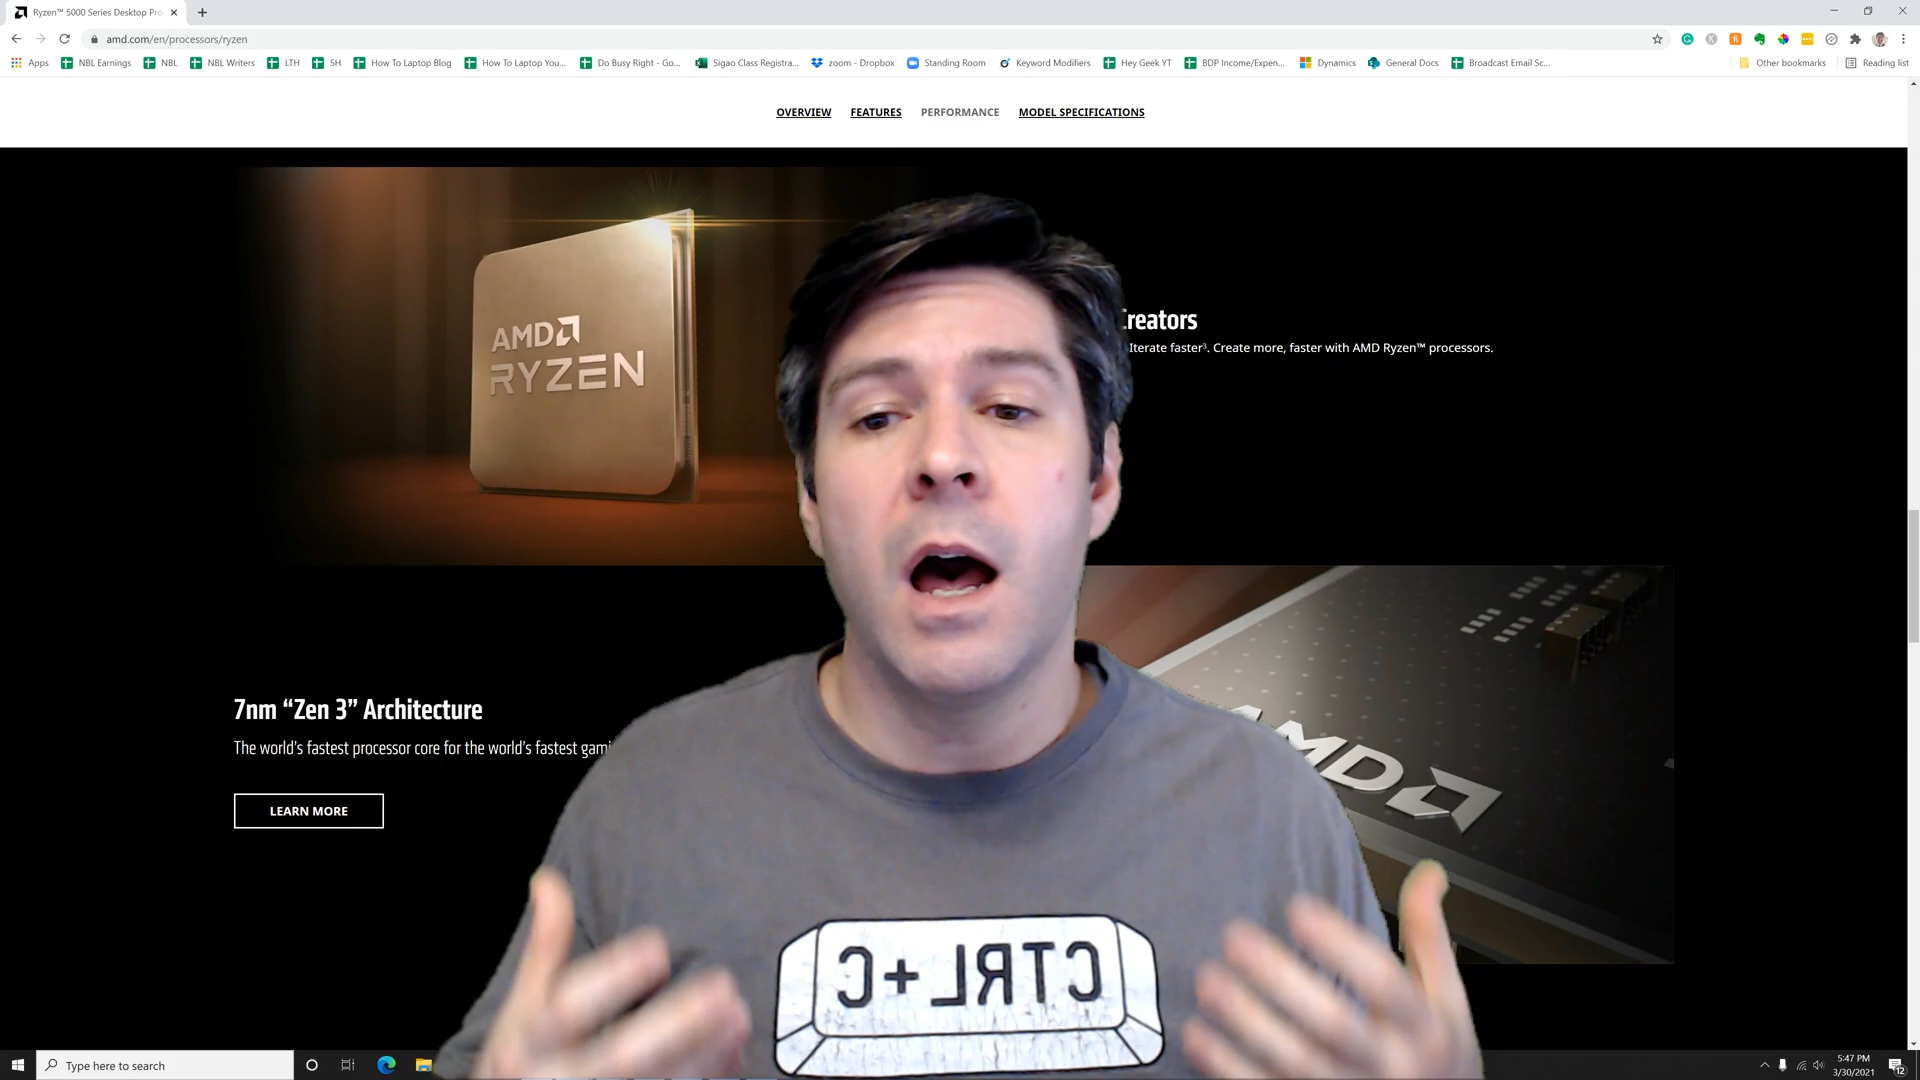 Ryzen™ 5000 Series Desktop Pro
amd.com/en/processors/ryzen
Apps NBL Earnings NBL NBL Writers LTH SH How To Laptop Blog How To Laptop You... Do Busy Right - Go... Sigao Class Registra... zoom - Dropbox Standing Room Keyword Modifiers Hey Geek YT BDP Income/Expen... Dynamics General Docs Broadcast Email Sc... Other bookmarks Reading list
OVERVIEW FEATURES PERFORMANCE MODEL SPECIFICATIONS
AMD
RYZEN
Creators
Iterate faster³. Create more, faster with AMD Ryzen™ processors.
7nm “Zen 3” Architecture
The world's fastest processor core for the world's fastest gami
LEARN MORE
AMD
CTRL+C
Type here to search
5:47 PM
3/30/2021
12